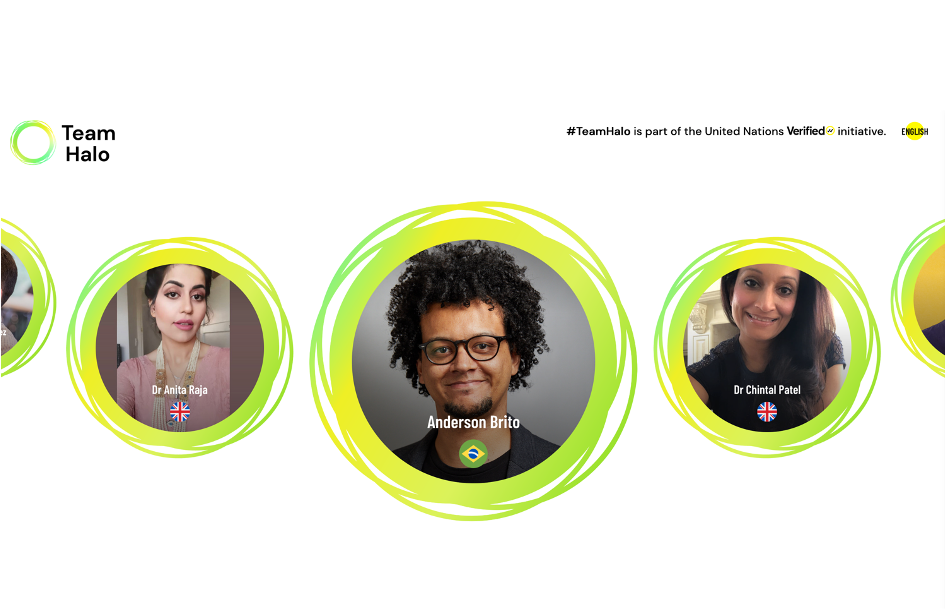 Team
Halo
#TeamHalo is part of the United Nations Verified initiative.
ENGLISH
Dr Anita Raja
Anderson Brito
Dr Chintal Patel